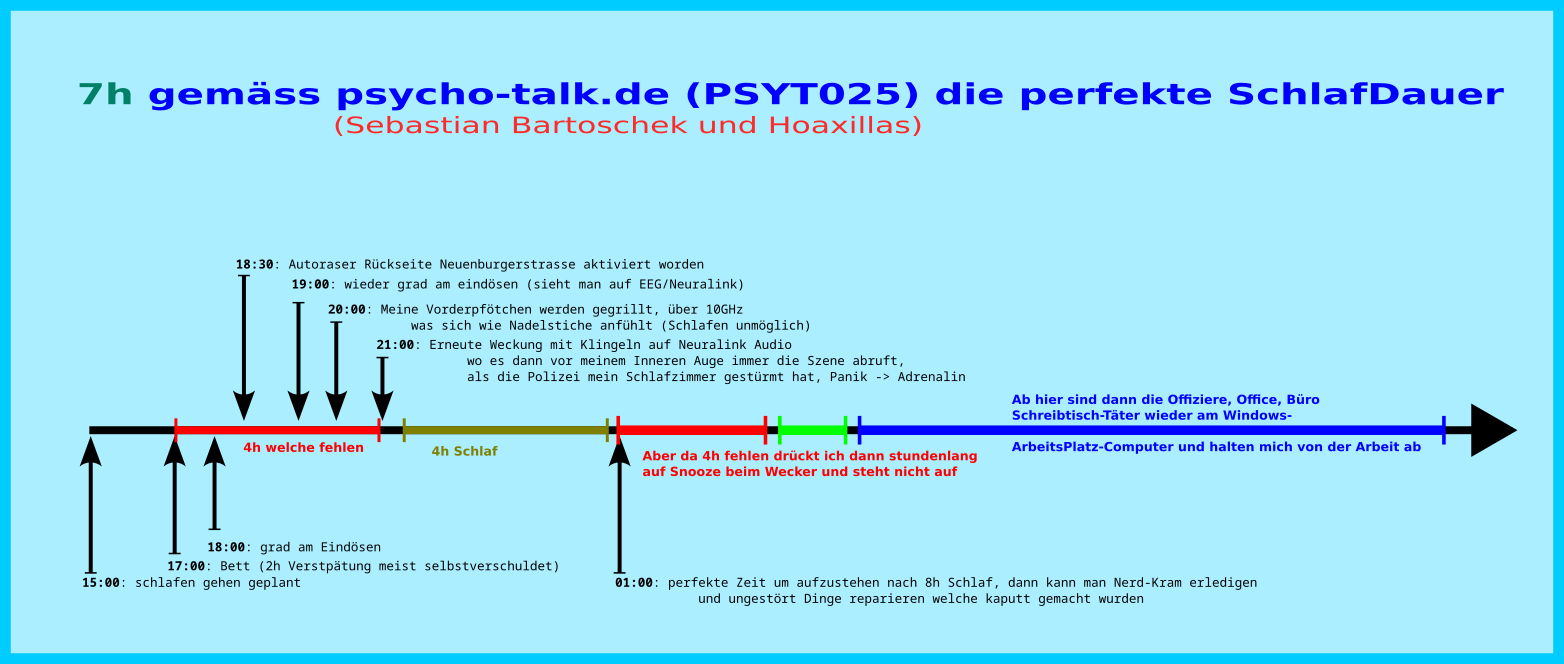 7h gemäss psycho-talk.de (PSYT025) die perfekte SchlafDauer
(Sebastian Bartoschek und Hoaxillas)
18:30: Autoraser Rückseite Neuenburgerstrasse aktiviert worden
19:00: wieder grad am eindösen (sieht man auf EEG/Neuralink)
20:00: Meine Vorderpfötchen werden gegrillt, über 10GHz
was sich wie Nadelstiche anfühlt (Schlafen unmöglich)
21:00: Erneute Weckung mit Klingeln auf Neuralink Audio
wo es dann vor meinem Inneren Auge immer die Szene abruft,
als die Polizei mein Schlafzimmer gestürmt hat, Panik -> Adrenalin
Ab hier sind dann die Offiziere, Office, Büro
Schreibtisch-Täter wieder am Windows-
ArbeitsPlatz-Computer und halten mich von der Arbeit ab
4h welche fehlen
4h Schlaf
Aber da 4h fehlen drückt ich dann stundenlang
auf Snooze beim Wecker und steht nicht auf
18:00: grad am Eindösen
17:00: Bett (2h Verstpätung meist selbstverschuldet)
15:00: schlafen gehen geplant
01:00: perfekte Zeit um aufzustehen nach 8h Schlaf, dann kann man Nerd-Kram erledigen
und ungestört Dinge reparieren welche kaputt gemacht wurden